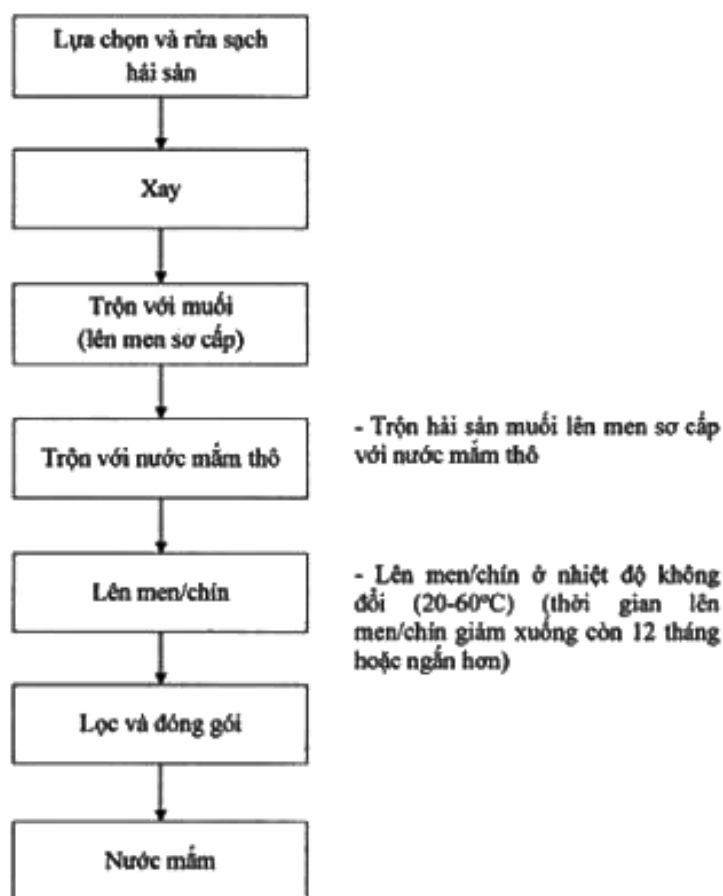 Lựa chọn và rửa sạch
hải sản
Xay
Trộn với muối
(lên men sơ cấp)
Trộn với nước mắm thô
- Trộn hải sản muối lên men sơ cấp
với nước mắm thô
Lên men/chín
- Lên men/chín ở nhiệt độ không
đổi (20-60ºC) (thời gian lên
men/chín giảm xuống còn 12 tháng
hoặc ngắn hơn)
Lọc và đóng gói
Nước mắm